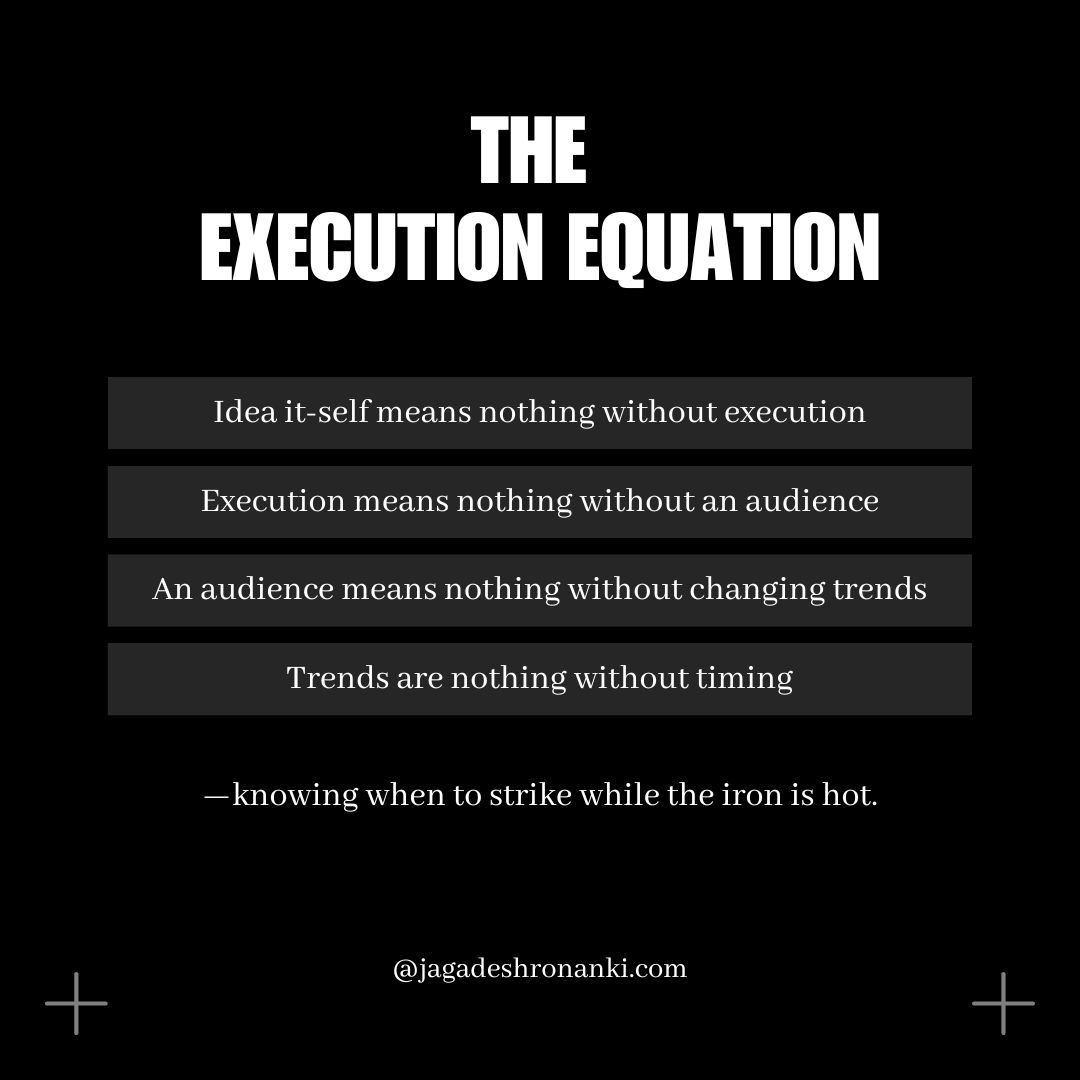 THE
EXECUTION EQUATION
Idea it-self means nothing without execution
Execution means nothing without an audience
An audience means nothing without changing trends
Trends are nothing without timing
—knowing when to strike while the iron is hot.
@jagadeshronanki.com